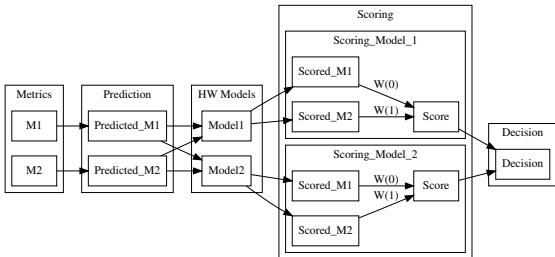 Scoring
Scoring_Model_1
Metrics
Prediction
HW Models
Scored_M1
W(0)
M1
Predicted_M1
Model1
Scored_M2
W(1)
Score
Decision
M2
Predicted_M2
Model2
Scoring_Model_2
Decision
Scored_M1
W(0)
Score
W(1)
Scored_M2